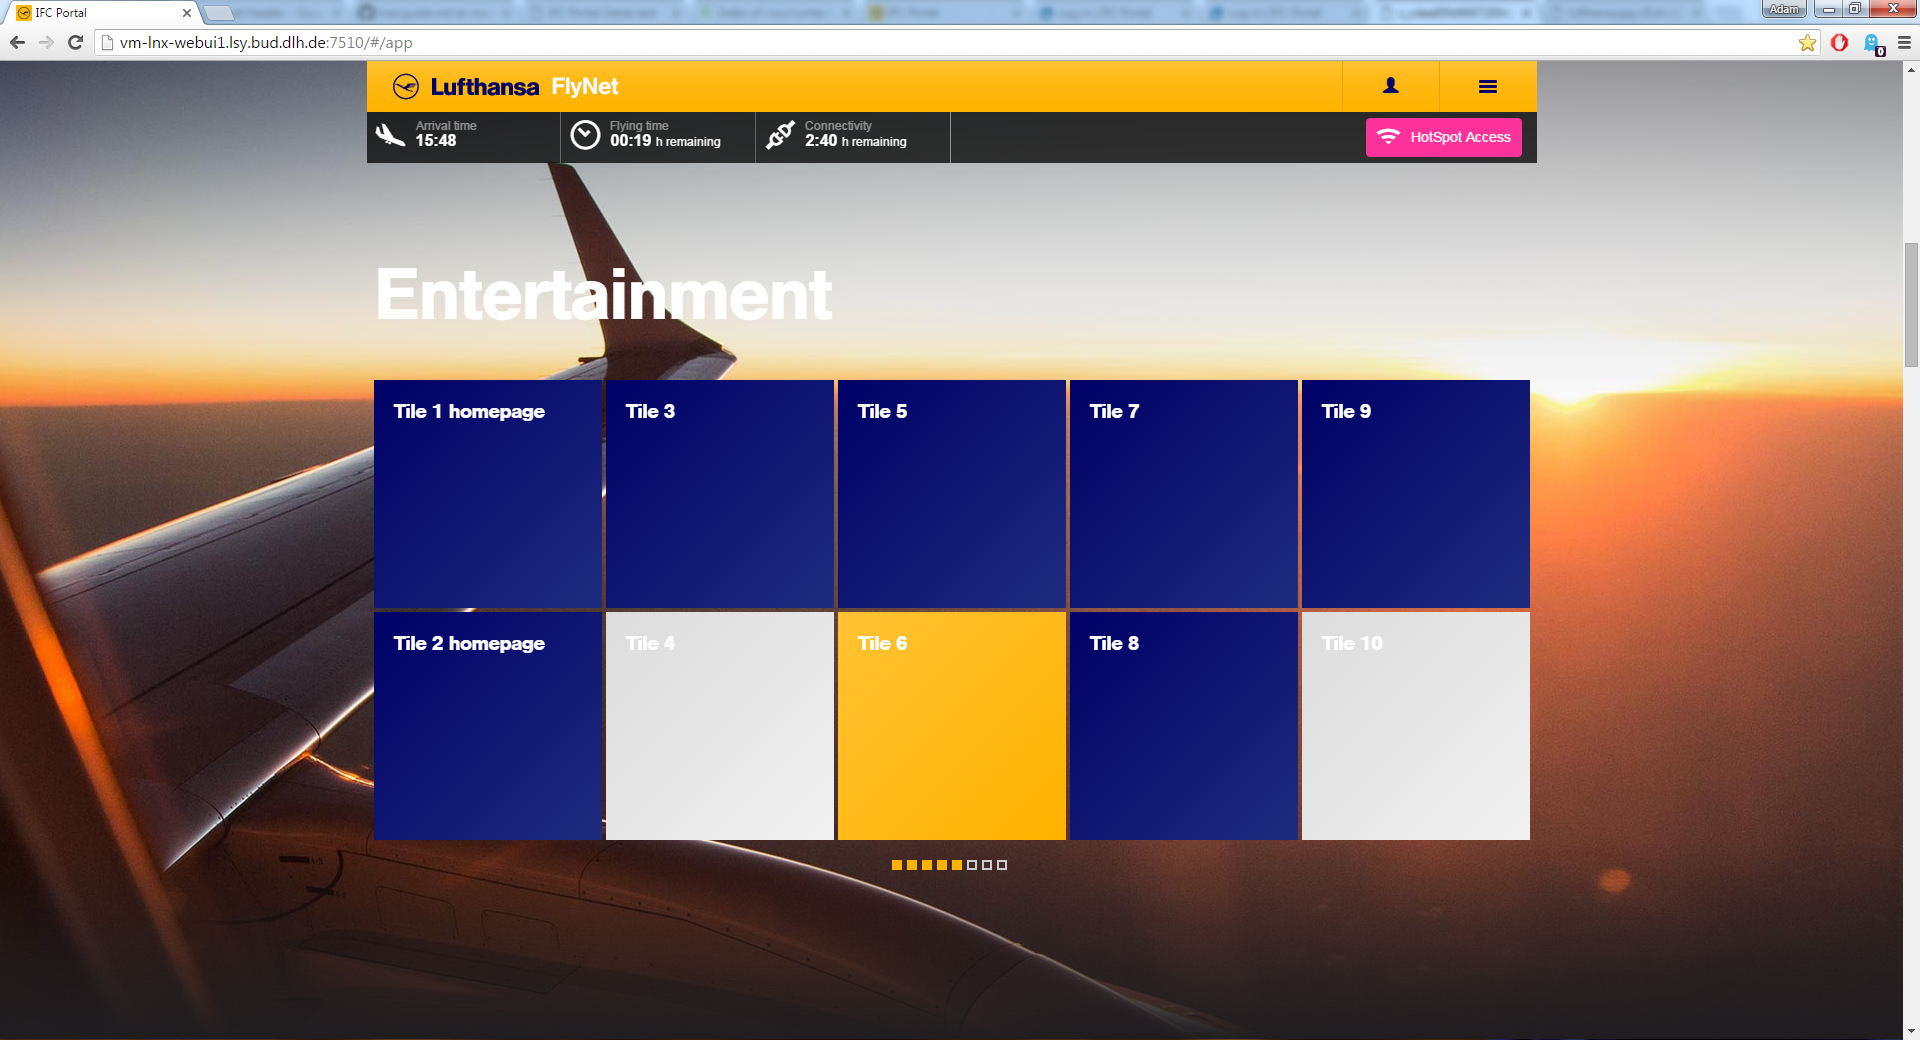 IFC Portal
Adam
vm-lnx-webui1.lsy.bud.dlh.de:7510/#/app
0
Lufthansa FlyNet
Arrival time
15:48
Flying time
00:19 h remaining
Connectivity
2:40 h remaining
HotSpot Access
Entertainment
Tile 1 homepage
Tile 3
Tile 5
Tile 7
Tile 9
Tile 2 homepage
Tile 4
Tile 6
Tile 8
Tile 10